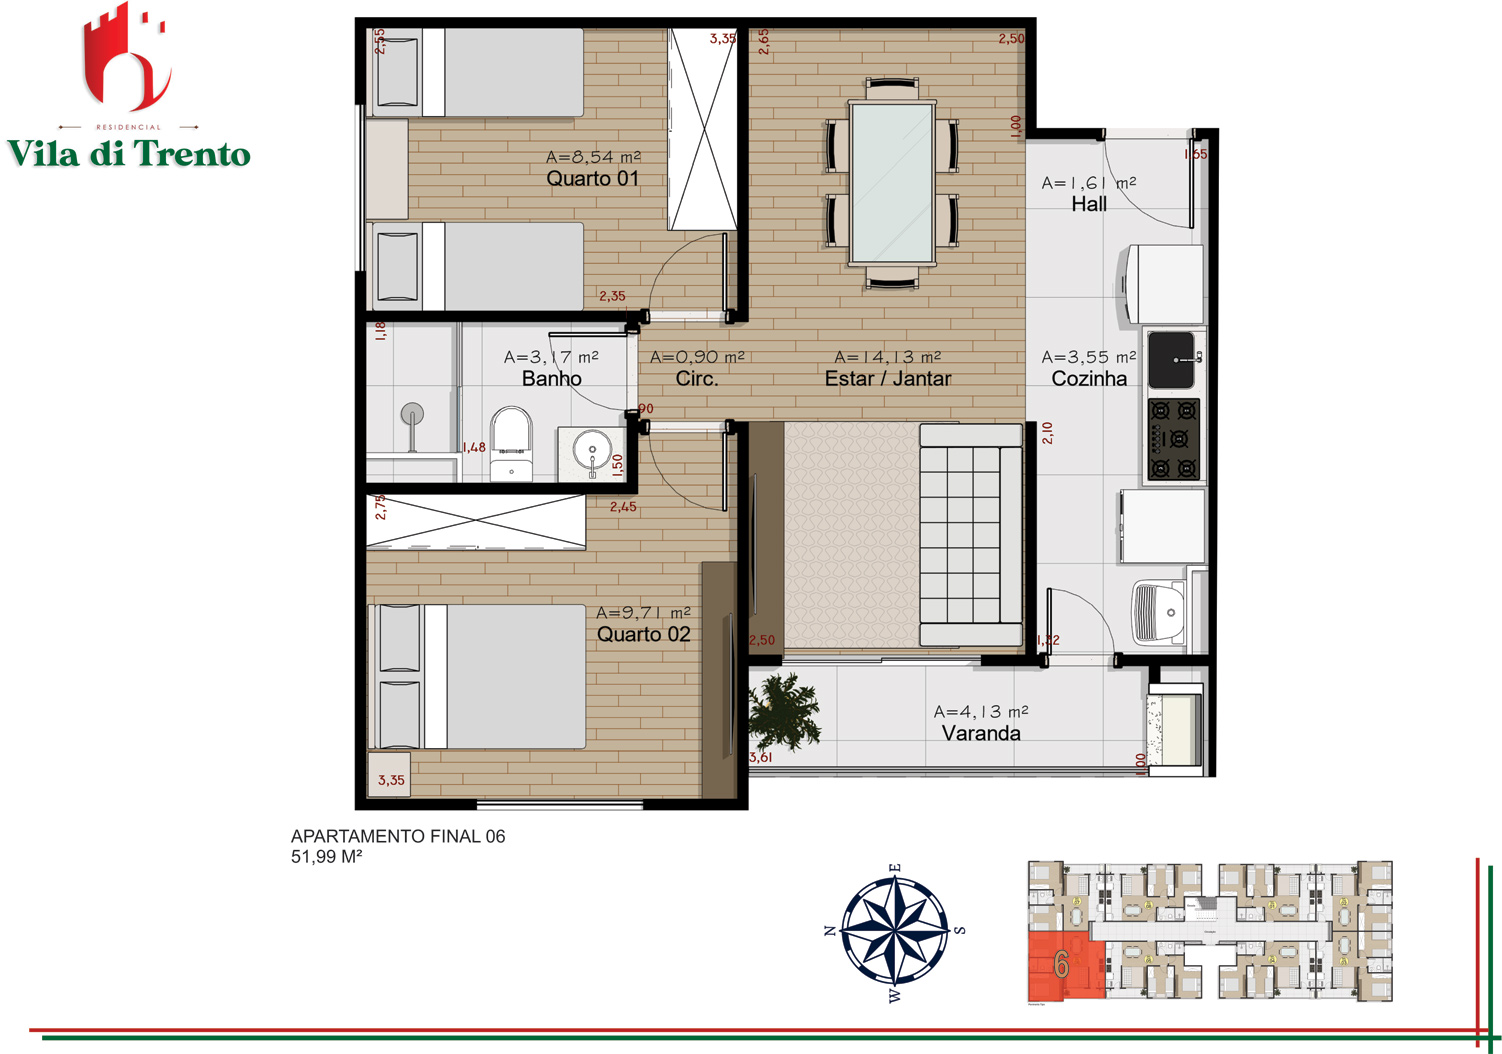 RESIDENCIAL
Vila di Trento
2,55
3,35
2,65
2,50
1,00
1,65
A=8,54 m²
Quarto 01
A=1,61 m²
Hall
2,35
1,18
A=3,17 m²
Banho
A=0,90 m²
Circ.
A=14,13 m²
Estar / Jantar
A=3,55 m²
Cozinha
90
2,10
1,48
1,50
2,75
2,45
A=9,71 m²
Quarto 02
2,50
1,32
A=4,13 m²
Varanda
3,61
1,00
3,35
APARTAMENTO FINAL 06
51,99 M²
E
N
S
W
6